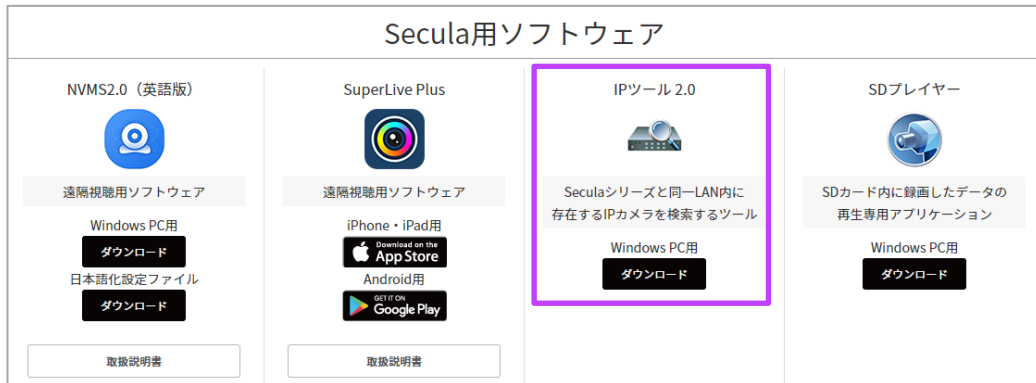 Secula用ソフトウェア
NVMS2.0（英語版）
遠隔視聴用ソフトウェア
Windows PC用
ダウンロード
日本語化設定ファイル
ダウンロード
取扱説明書
SuperLive Plus
遠隔視聴用ソフトウェア
iPhone・iPad用
Download on the
App Store
Android用
GET IT ON
Google Play
取扱説明書
IPツール 2.0
Seculaシリーズと同一LAN内に
存在するIPカメラを検索するツール
Windows PC用
ダウンロード
SDプレイヤー
SDカード内に録画したデータの
再生専用アプリケーション
Windows PC用
ダウンロード